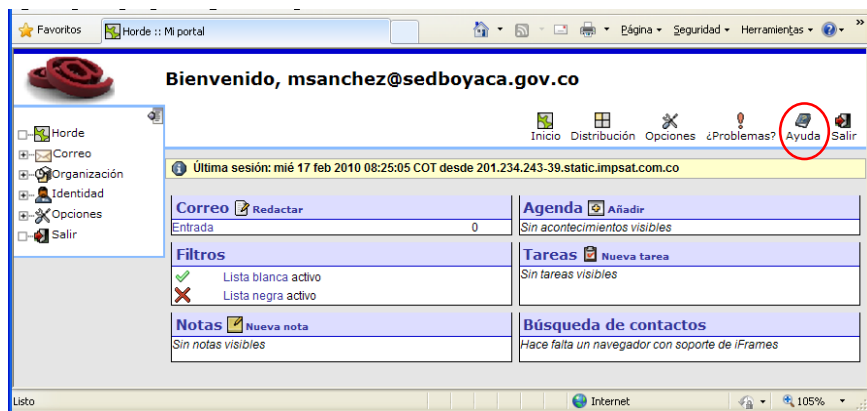 Favoritos
Horde :: Mi portal
Página
Seguridad
Herramientas
»
Bienvenido, msanchez@sedboyaca.gov.co
Inicio
Distribución
Opciones
¿Problemas?
Ayuda
Salir
Horde
Correo
Organización
Identidad
Opciones
Salir
Última sesión: mié 17 feb 2010 08:25:05 COT desde 201.234.243-39.static.impsat.com.co
Correo Redactar
Entrada 0
Filtros
Lista blanca activo
Lista negra activo
Notas Nueva nota
Sin notas visibles
Agenda Añadir
Sin acontecimientos visibles
Tareas Nueva tarea
Sin tareas visibles
Búsqueda de contactos
Hace falta un navegador con soporte de iFrames
Listo
Internet
105%